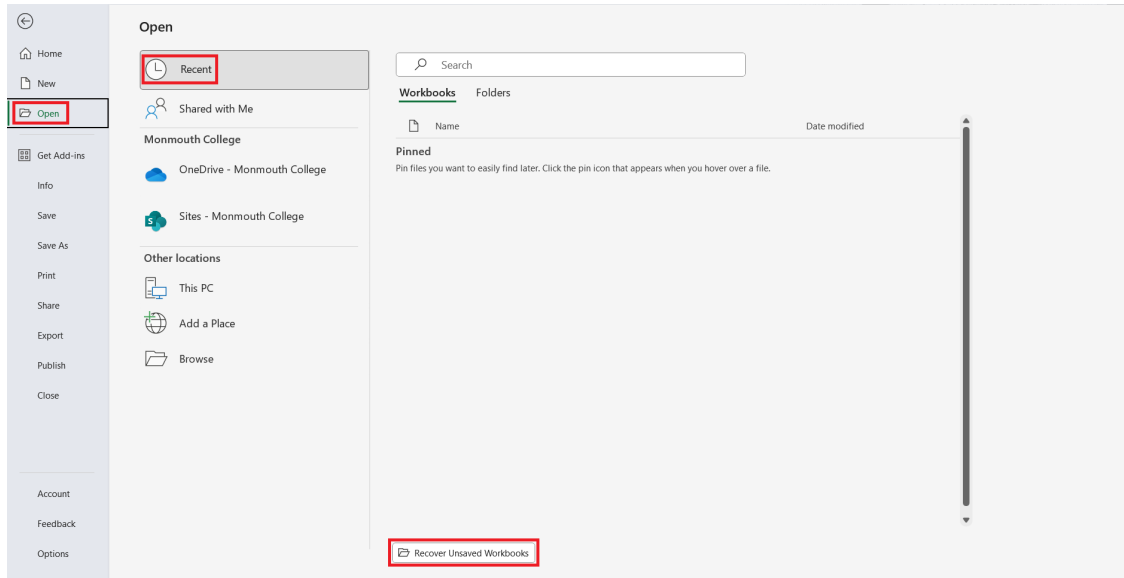 Home
New
Open
Get Add-ins
Info
Save
Save As
Print
Share
Export
Publish
Close
Account
Feedback
Options
Open
Recent
Shared with Me
Monmouth College
OneDrive - Monmouth College
S
Sites - Monmouth College
Other locations
This PC
Add a Place
Browse
Search
Workbooks Folders
Name Date modified
Pinned
Pin files you want to easily find later. Click the pin icon that appears when you hover over a file.
Recover Unsaved Workbooks